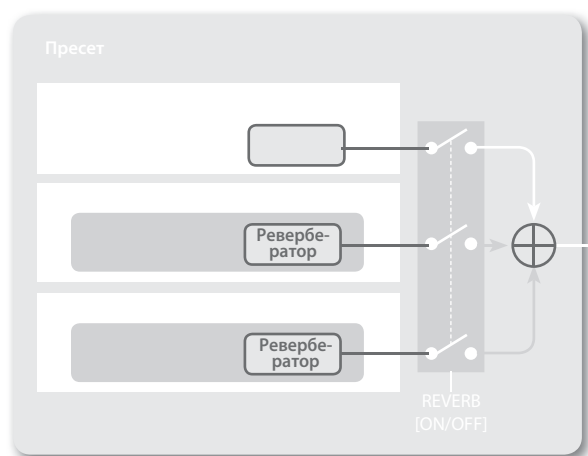 Пресет
Ревербе-
ратор
Ревербе-
ратор
REVERB
[ON/OFF]